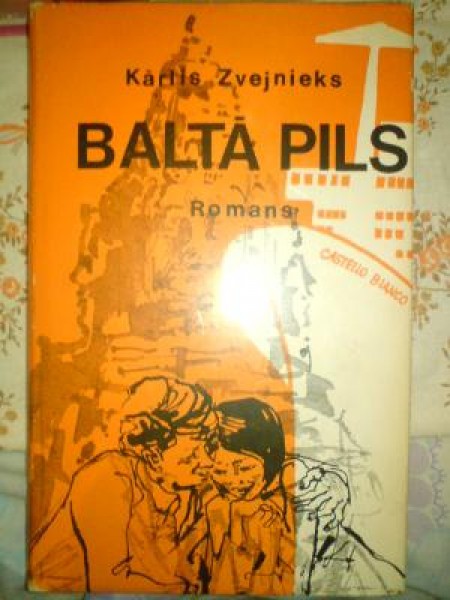 Kārlis Zvejnieks
BALTĀ PILS
Romans
CASTELLO BIANCO